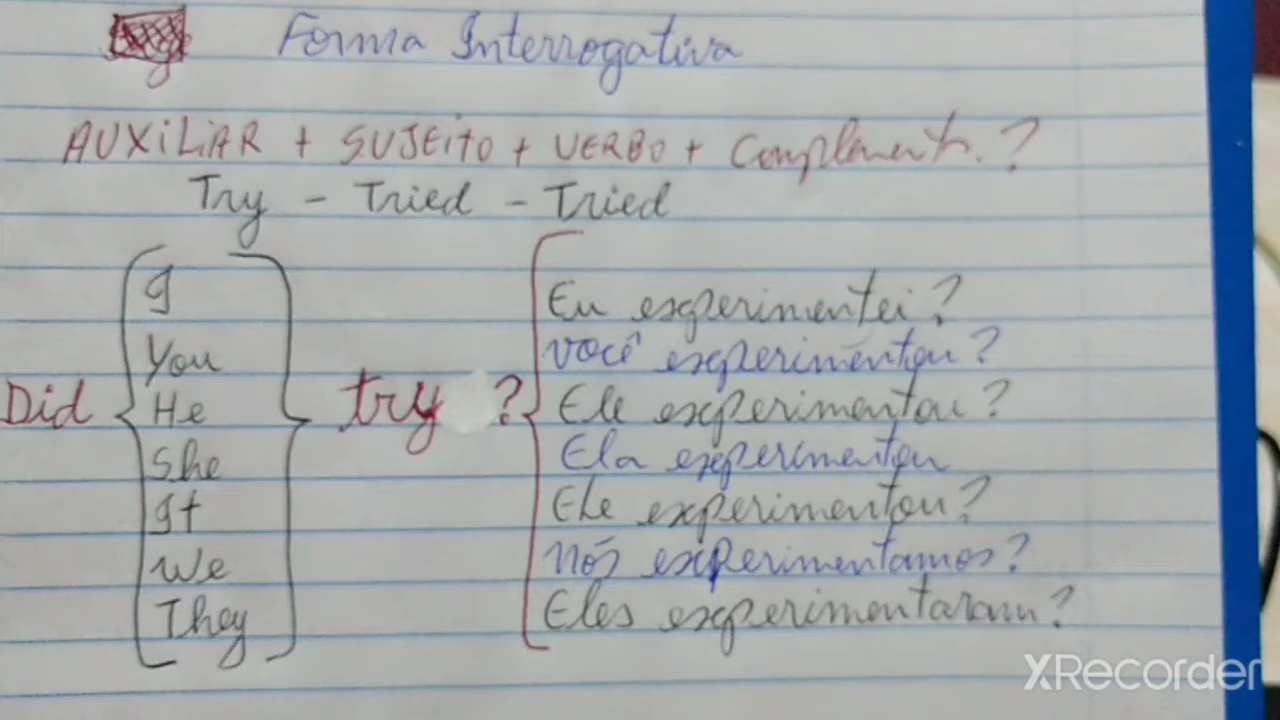 Forma Interrogativa
AUXiLiAR + SUJEiTO + VERBO + Complemento.?
Try - Tried - Tried
I
You
He
She
It
We
They
Did
try ?
Eu experimentei?
Você experimentou?
Ele experimentou?
Ela experimentou
Ele experimentou?
Nós experimentamos?
Eles experimentaram?
XRecorder